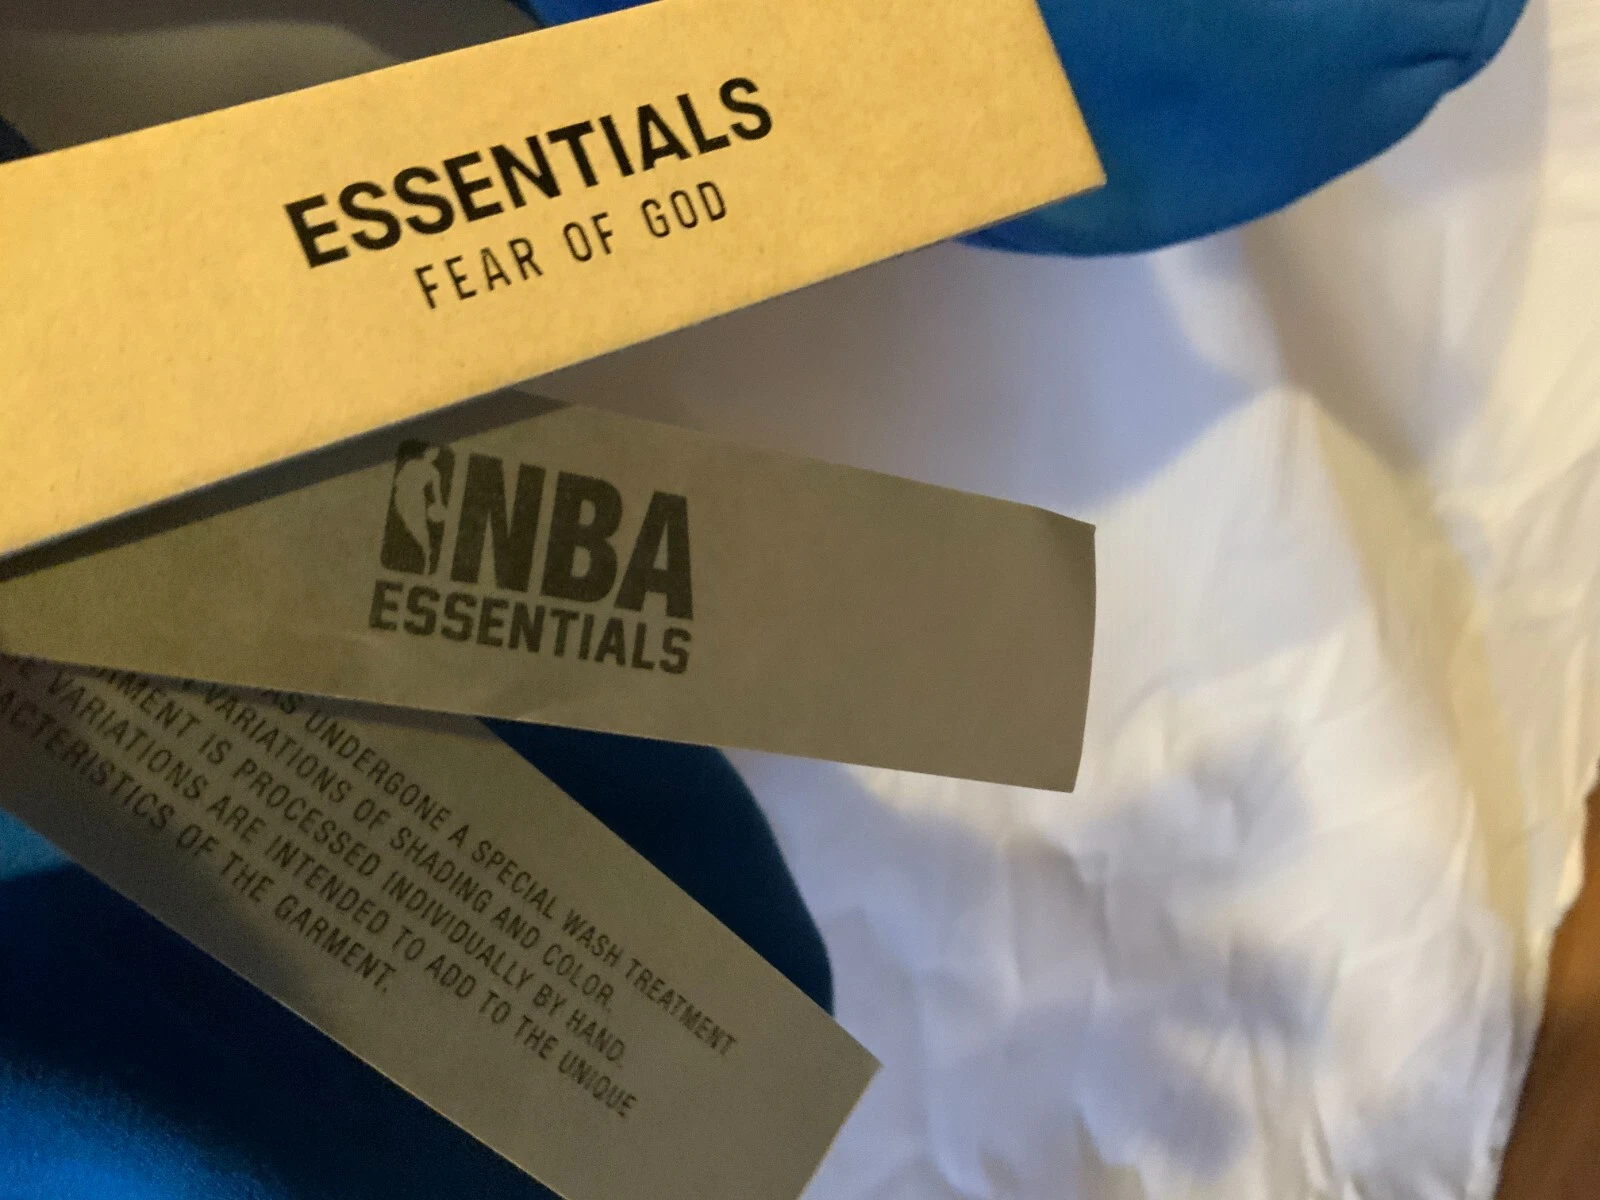 ESSENTIALS
FEAR OF GOD
NBA
ESSENTIALS
UNDERGONE A SPECIAL WASH TREATMENT
VARIATIONS OF SHADING AND COLOR.
IS PROCESSED INDIVIDUALLY BY HAND.
VARIATIONS ARE INTENDED TO ADD TO THE UNIQUE
OF THE GARMENT.